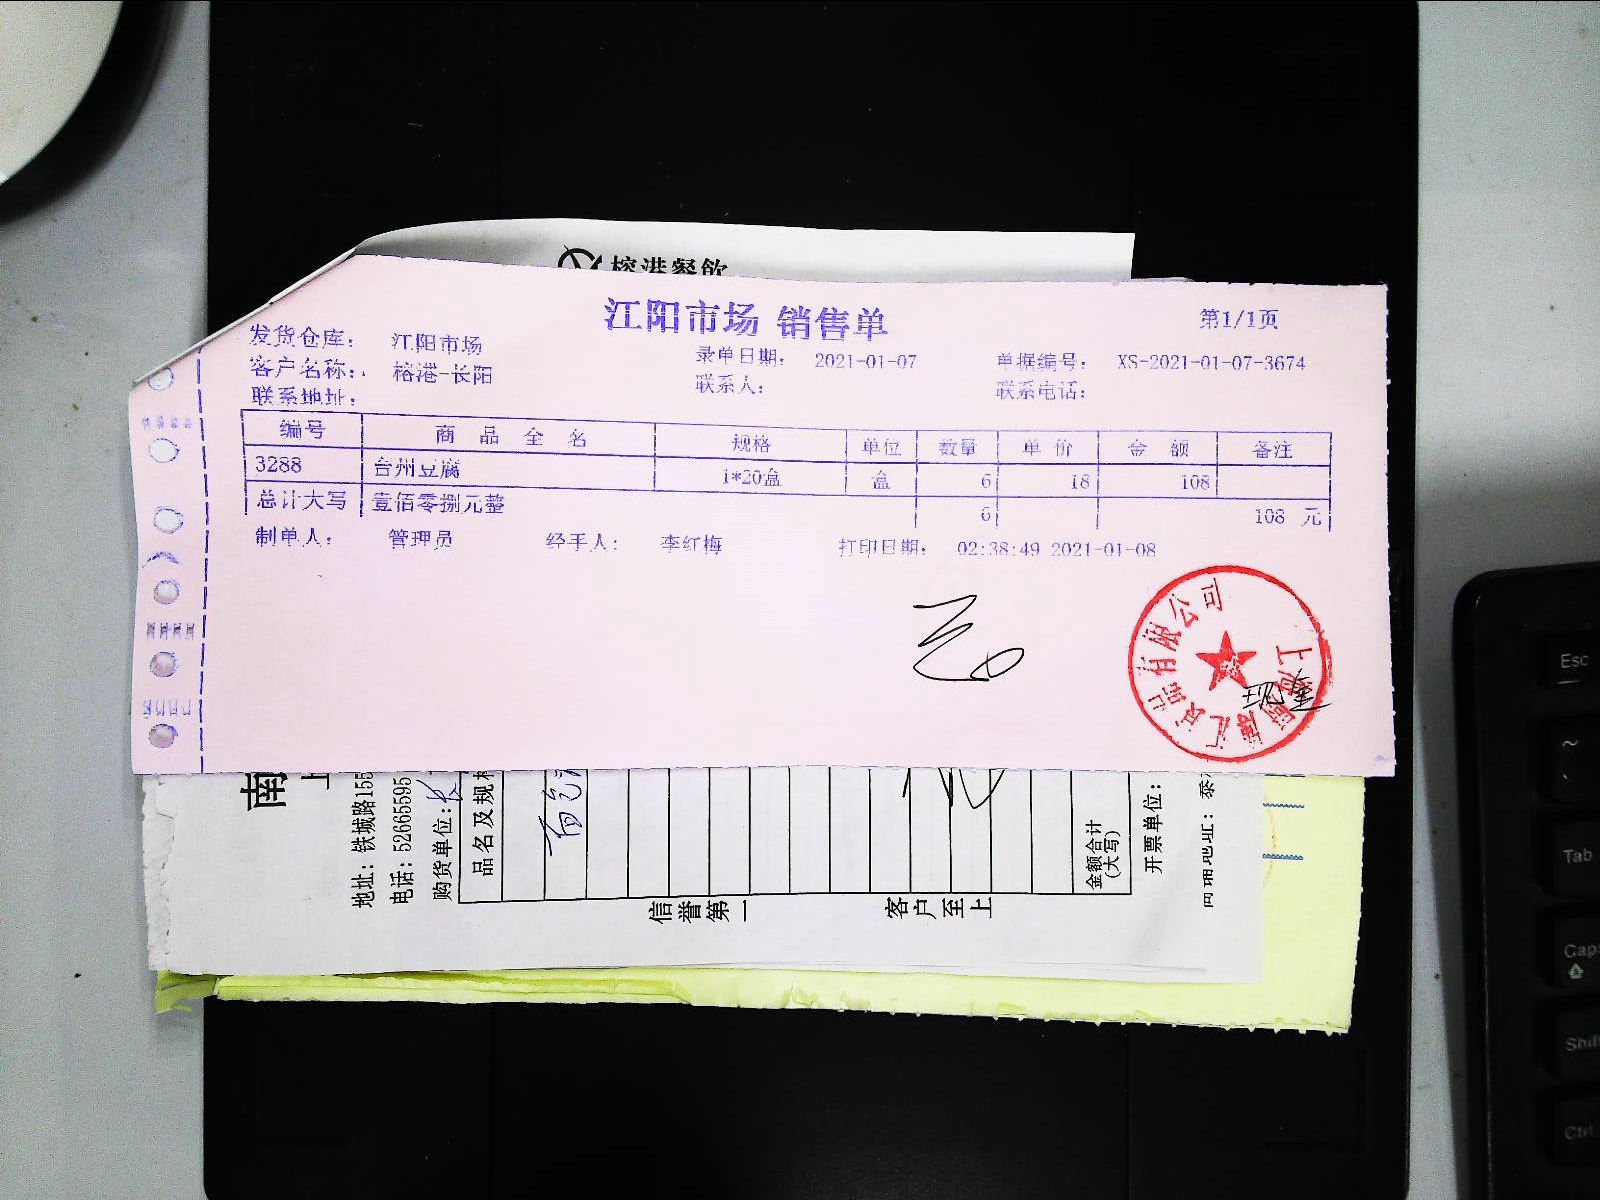 榕港餐饮
江阳市场 销售单
第1/1页
发货仓库: 江阳市场
录单日期: 2021-01-07 单据编号: XS-2021-01-07-3674
客户名称: 榕港-长阳
联系人: 联系电话:
联系地址:
编号 商品全名 规格 单位 数量 单价 金额 备注
3288 台州豆腐 1*20盒 盒 6 18 108
总计大写 壹佰零捌元整 6 108 元
制单人: 管理员 经手人: 李红梅 打印日期: 02:38:49 2021-01-08
有限公司
南
上
地址: 铁城路155
电话: 52665595
购货单位:
品名及规
金额合计
(大写)
开票单位:
信誉第一
客户至上
Esc
~
Tab
Caps
Shift
Ctrl